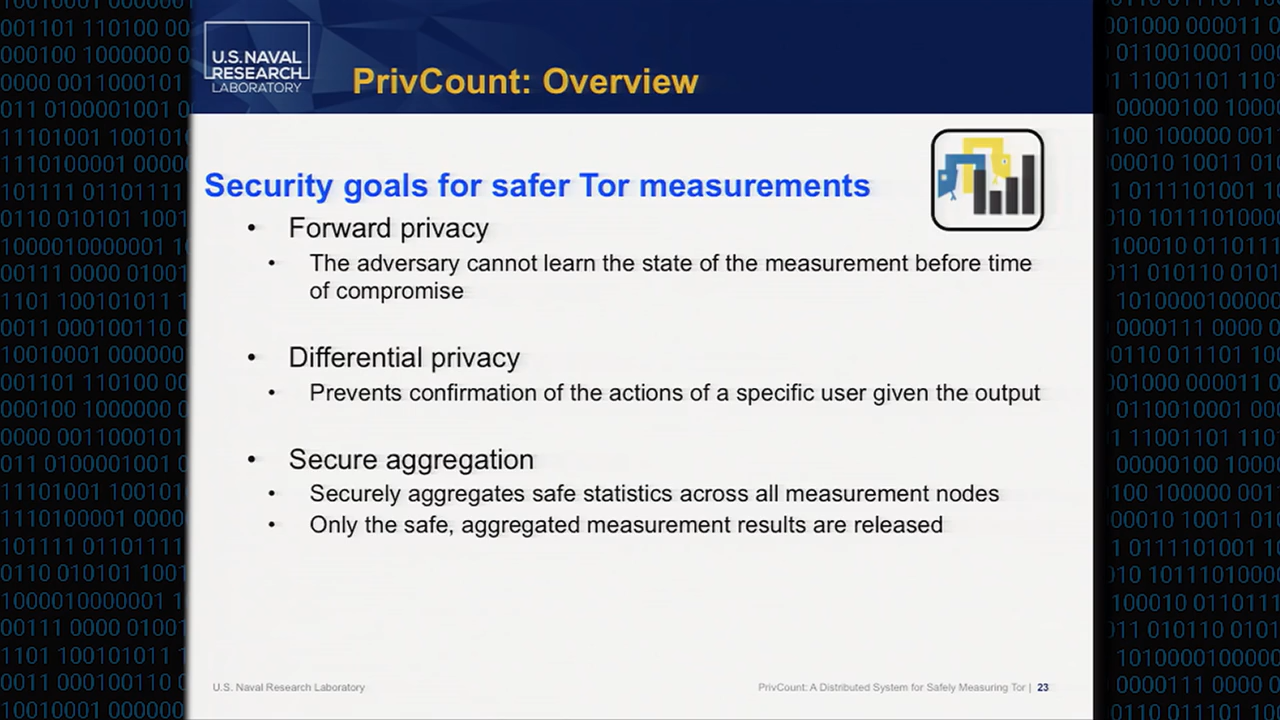 U.S. NAVAL
RESEARCH
LABORATORY
PrivCount: Overview
Security goals for safer Tor measurements
• Forward privacy
• The adversary cannot learn the state of the measurement before time
of compromise
• Differential privacy
• Prevents confirmation of the actions of a specific user given the output
• Secure aggregation
• Securely aggregates safe statistics across all measurement nodes
• Only the safe, aggregated measurement results are released
U.S. Naval Research Laboratory
PrivCount: A Distributed System for Safely Measuring Tor | 23